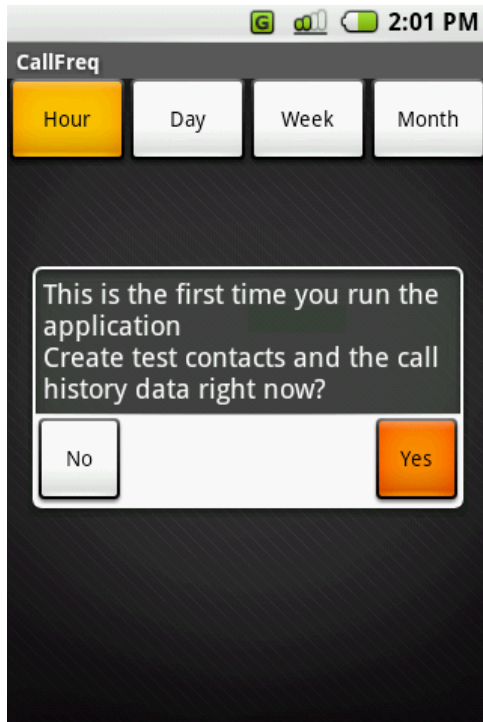 G 2:01 PM
CallFreq
Hour Day Week Month
This is the first time you run the
application
Create test contacts and the call
history data right now?
No Yes